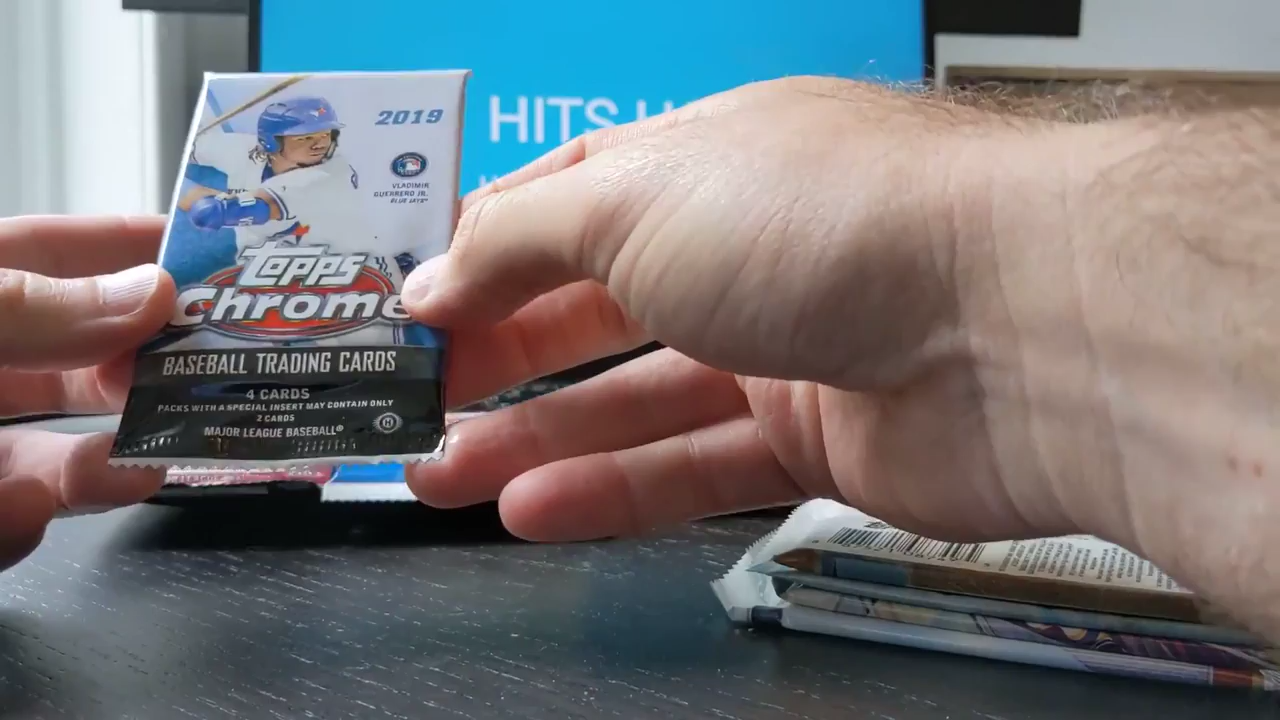 HITS
2019
VLADIMIR
GUERRERO JR.
BLUE JAYS
Topps
Chrome
BASEBALL TRADING CARDS
4 CARDS
PACKS WITH A SPECIAL INSERT MAY CONTAIN ONLY
2 CARDS
MAJOR LEAGUE BASEBALL®
H